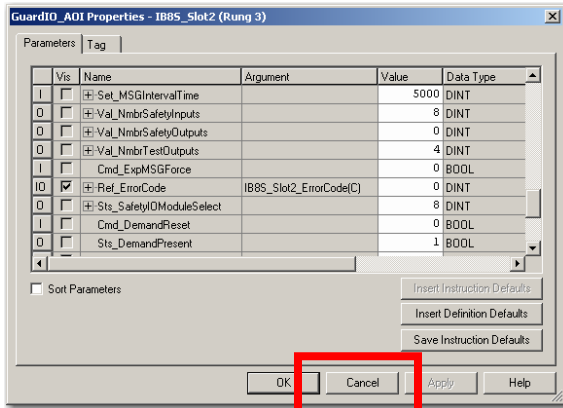 GuardIO_AOI Properties - IB8S_Slot2 (Rung 3)
Parameters Tag
Vis Name Argument Value Data Type
I Set_MSGIntervalTime 5000 DINT
O Val_NmbrSafetyInputs 8 DINT
O Val_NmbrSafetyOutputs 0 DINT
O Val_NmbrTestOutputs 4 DINT
I Cmd_ExpMSGForce 0 BOOL
IO Ref_ErrorCode IB8S_Slot2_ErrorCode(C) 0 DINT
O Sts_SafetyIOModuleSelect 8 DINT
I Cmd_DemandReset 0 BOOL
O Sts_DemandPresent 1 BOOL
Sort Parameters
Insert Instruction Defaults
Insert Definition Defaults
Save Instruction Defaults
OK Cancel Apply Help